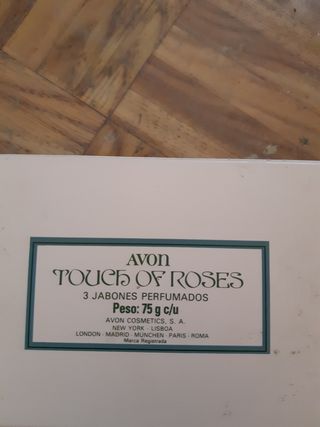 AVON
TOUCH OF ROSES
3 JABONES PERFUMADOS
Peso: 75 g c/u
AVON COSMETICS, S. A.
NEW YORK · LISBOA
LONDON · MADRID · MÜNCHEN · PARIS · ROMA
Marca Registrada